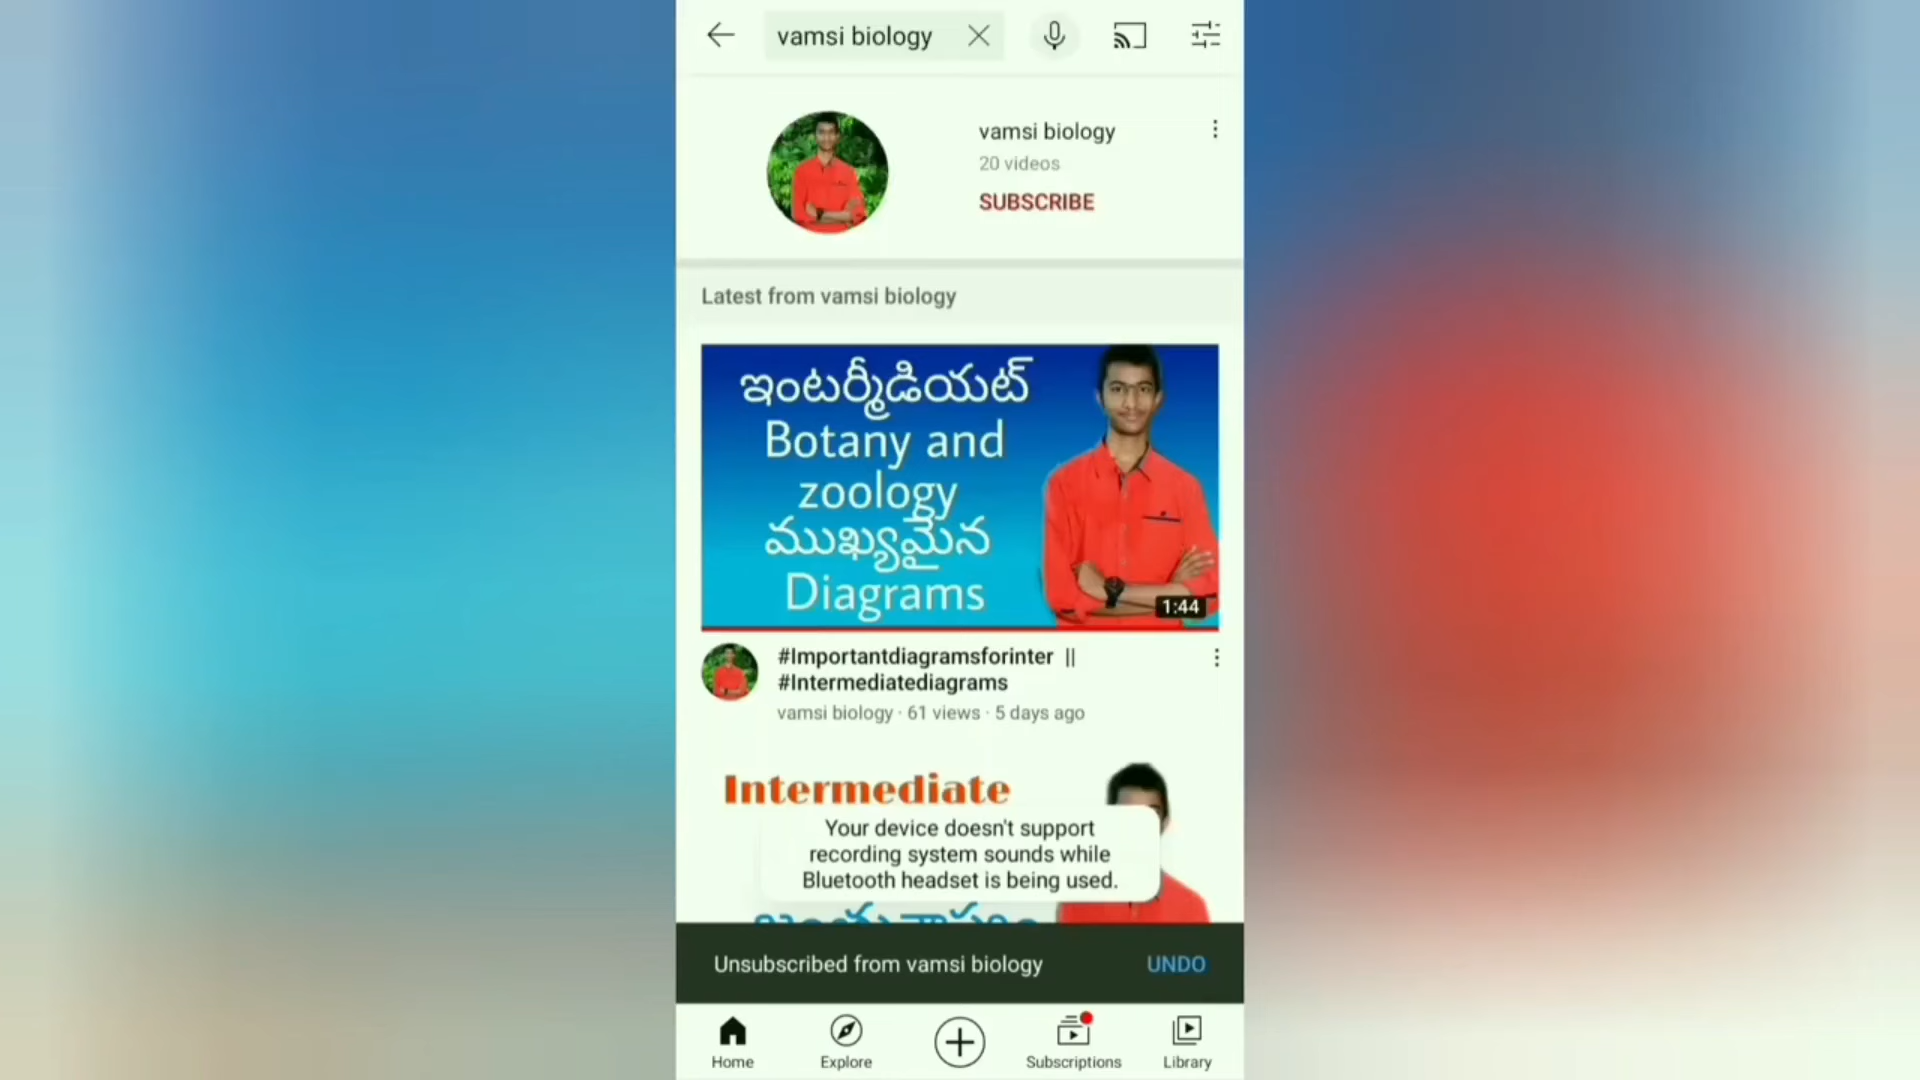 vamsi biology
vamsi biology
20 videos
SUBSCRIBE
Latest from vamsi biology
ఇంటర్మీడియట్
Botany and
zoology
ముఖ్యమైన
Diagrams
1:44
#Importantdiagramsforinter ||
#Intermediatediagrams
vamsi biology · 61 views · 5 days ago
Intermediate
Your device doesn't support
recording system sounds while
Bluetooth headset is being used.
Unsubscribed from vamsi biology UNDO
Home Explore Subscriptions Library